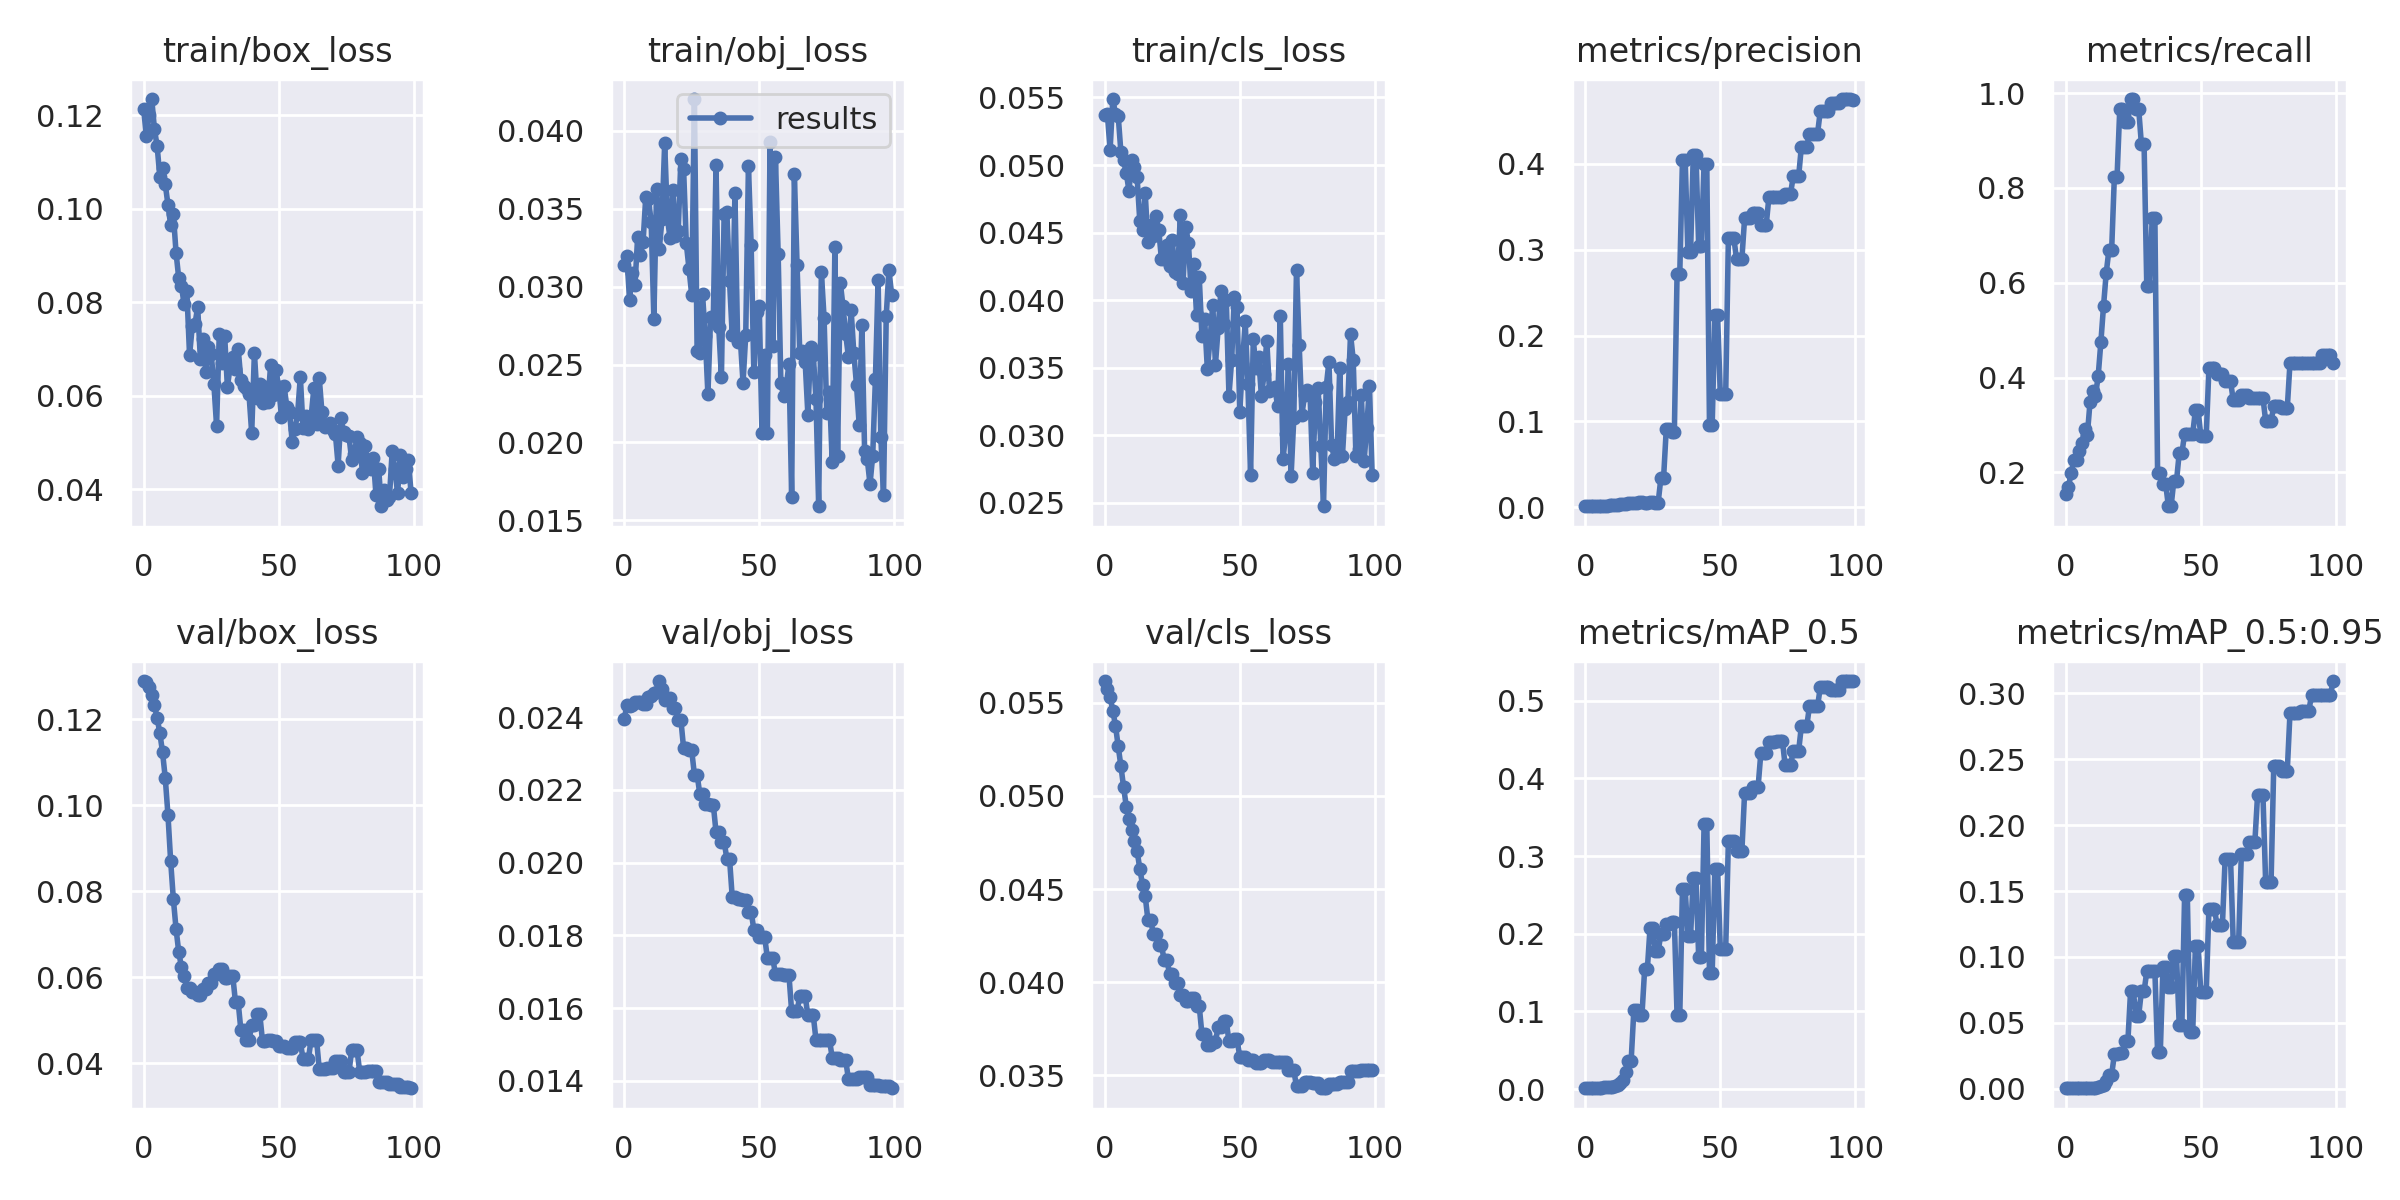 train/box_loss
0.12
0.10
0.08
0.06
0.04
0 50 100
train/obj_loss
results
0.040
0.035
0.030
0.025
0.020
0.015
0 50 100
train/cls_loss
0.055
0.050
0.045
0.040
0.035
0.030
0.025
0 50 100
metrics/precision
0.4
0.3
0.2
0.1
0.0
0 50 100
metrics/recall
1.0
0.8
0.6
0.4
0.2
0 50 100
val/box_loss
0.12
0.10
0.08
0.06
0.04
0 50 100
val/obj_loss
0.024
0.022
0.020
0.018
0.016
0.014
0 50 100
val/cls_loss
0.055
0.050
0.045
0.040
0.035
0 50 100
metrics/mAP_0.5
0.5
0.4
0.3
0.2
0.1
0.0
0 50 100
metrics/mAP_0.5:0.95
0.30
0.25
0.20
0.15
0.10
0.05
0.00
0 50 100